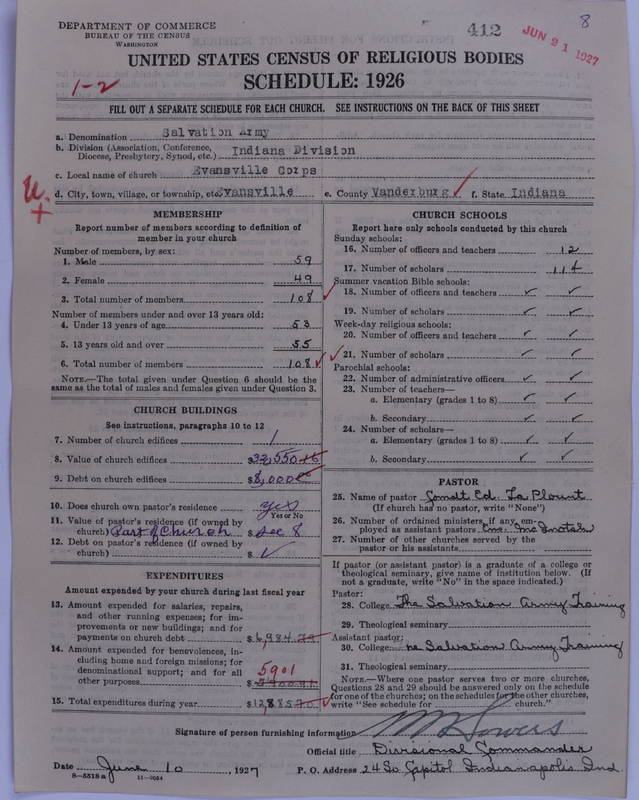 DEPARTMENT OF COMMERCE
BUREAU OF THE CENSUS
WASHINGTON
412
JUN 21 1927
8
UNITED STATES CENSUS OF RELIGIOUS BODIES
SCHEDULE: 1926
1-2
FILL OUT A SEPARATE SCHEDULE FOR EACH CHURCH. SEE INSTRUCTIONS ON THE BACK OF THIS SHEET
a. Denomination Salvation Army
b. Division (Association, Conference, Diocese, Presbytery, Synod, etc.) Indiana Division
c. Local name of church Evansville Corps
d. City, town, village, or township, etc. Evansville e. County Vanderburg f. State Indiana
MEMBERSHIP
Report number of members according to definition of
member in your church
Number of members, by sex:
1. Male 59
2. Female 49
3. Total number of members 108
Number of members under and over 13 years old:
4. Under 13 years of age 53
5. 13 years old and over 55
6. Total number of members 108
NOTE.—The total given under Question 6 should be the
same as the total of males and females given under Question 3.
CHURCH BUILDINGS
See instructions, paragraphs 10 to 12
7. Number of church edifices 1
8. Value of church edifices $32,550
9. Debt on church edifices $8,000
10. Does church own pastor's residence yes
Yes or No
11. Value of pastor's residence (if owned by
church) Part of Church $ See 8
12. Debt on pastor's residence (if owned by
church) $ ✓
EXPENDITURES
Amount expended by your church during last fiscal year
13. Amount expended for salaries, repairs,
and other running expenses; for im-
provements or new buildings; and for
payments on church debt $6,984.
14. Amount expended for benevolences, in-
cluding home and foreign missions; for
denominational support; and for all
other purposes $ 5901
15. Total expenditures during year $12,885.
CHURCH SCHOOLS
Report here only schools conducted by this church
Sunday schools:
16. Number of officers and teachers 12
17. Number of scholars 114
Summer vacation Bible schools:
18. Number of officers and teachers ✓ ✓
19. Number of scholars ✓ ✓
Week-day religious schools:
20. Number of officers and teachers ✓ ✓
21. Number of scholars ✓ ✓
Parochial schools:
22. Number of administrative officers ✓ ✓
23. Number of teachers—
a. Elementary (grades 1 to 8) ✓ ✓
b. Secondary ✓ ✓
24. Number of scholars—
a. Elementary (grades 1 to 8) ✓ ✓
b. Secondary ✓ ✓
PASTOR
25. Name of pastor Comdt Ed. La Plount
(If church has no pastor, write "None")
26. Number of ordained ministers, if any, em-
ployed as assistant pastors
27. Number of other churches served by the
pastor or his assistants
If pastor (or assistant pastor) is a graduate of a college or
theological seminary, give name of institution below. (If
not a graduate, write "No" in the space indicated.)
Pastor:
28. College The Salvation Army Training
29. Theological seminary
Assistant pastor:
30. College The Salvation Army Training
31. Theological seminary
NOTE.—Where one pastor serves two or more churches,
Questions 28 and 29 should be answered only on the schedule
for one of the churches; on the schedules for the other churches,
write "See schedule for church."
Signature of person furnishing information
Official title Divisional Commander
Date June 10, 1927 P. O. Address 24 So Capitol Indianapolis Ind.
8—5518a 11—9034